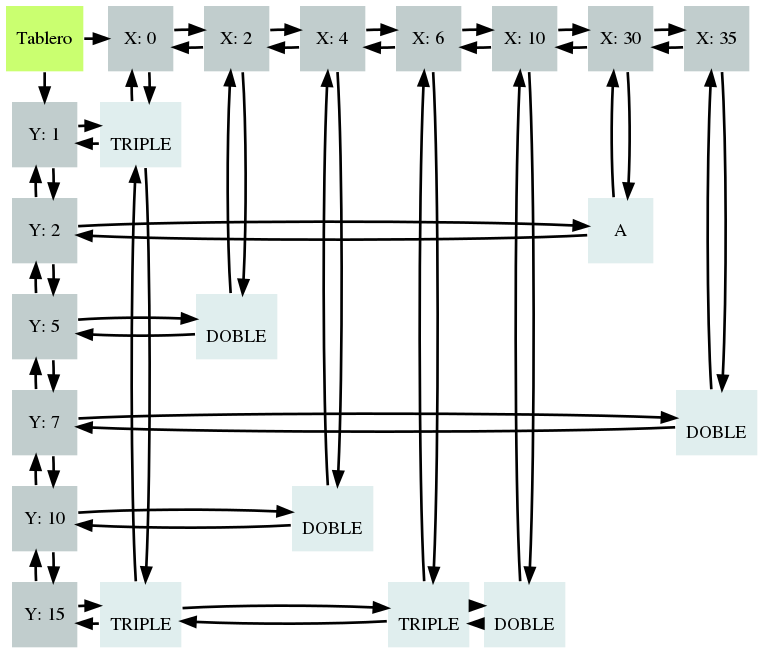 Tablero X: 0 X: 2 X: 4 X: 6 X: 10 X: 30 X: 35
Y: 1 TRIPLE
Y: 2 A
Y: 5 DOBLE
Y: 7 DOBLE
Y: 10 DOBLE
Y: 15 TRIPLE TRIPLE DOBLE